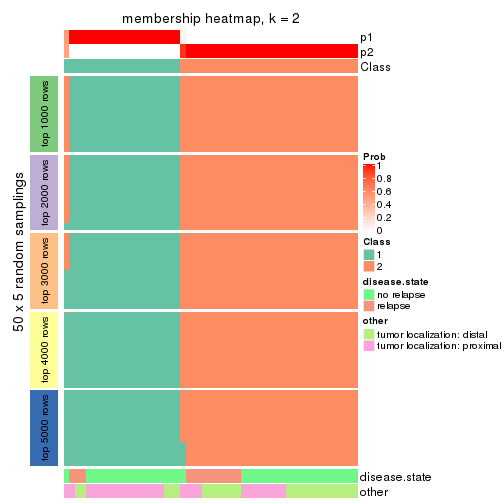 membership heatmap, k = 2
p1
p2
Class
50 x 5 random samplings
top 1000 rows
top 2000 rows
top 3000 rows
top 4000 rows
top 5000 rows
Prob
1
0.8
0.6
0.4
0.2
0
Class
1
2
disease.state
no relapse
relapse
other
tumor localization: distal
tumor localization: proximal
disease.state
other